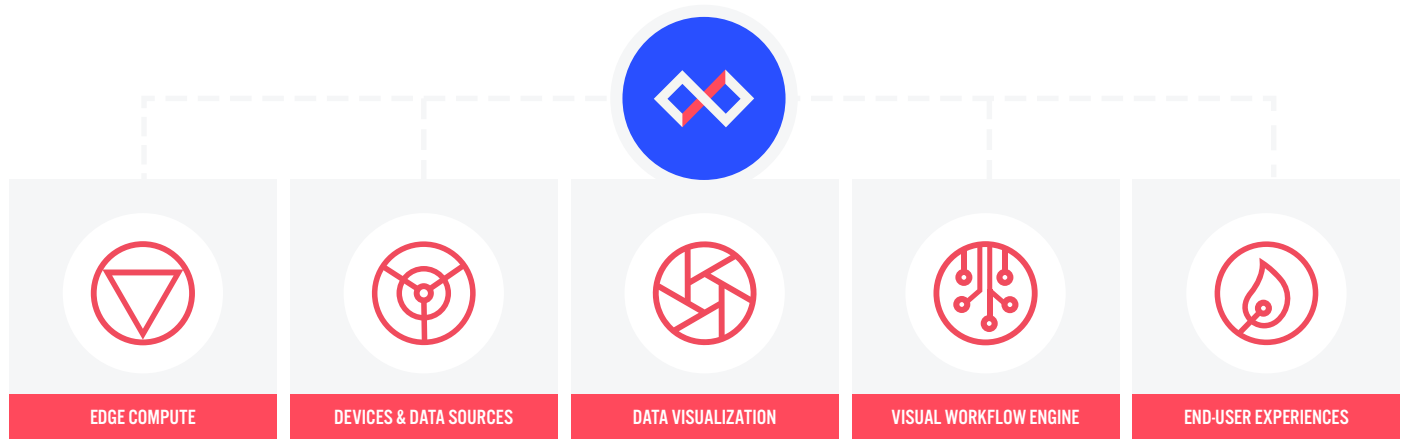 EDGE COMPUTE
DEVICES & DATA SOURCES
DATA VISUALIZATION
VISUAL WORKFLOW ENGINE
END-USER EXPERIENCES